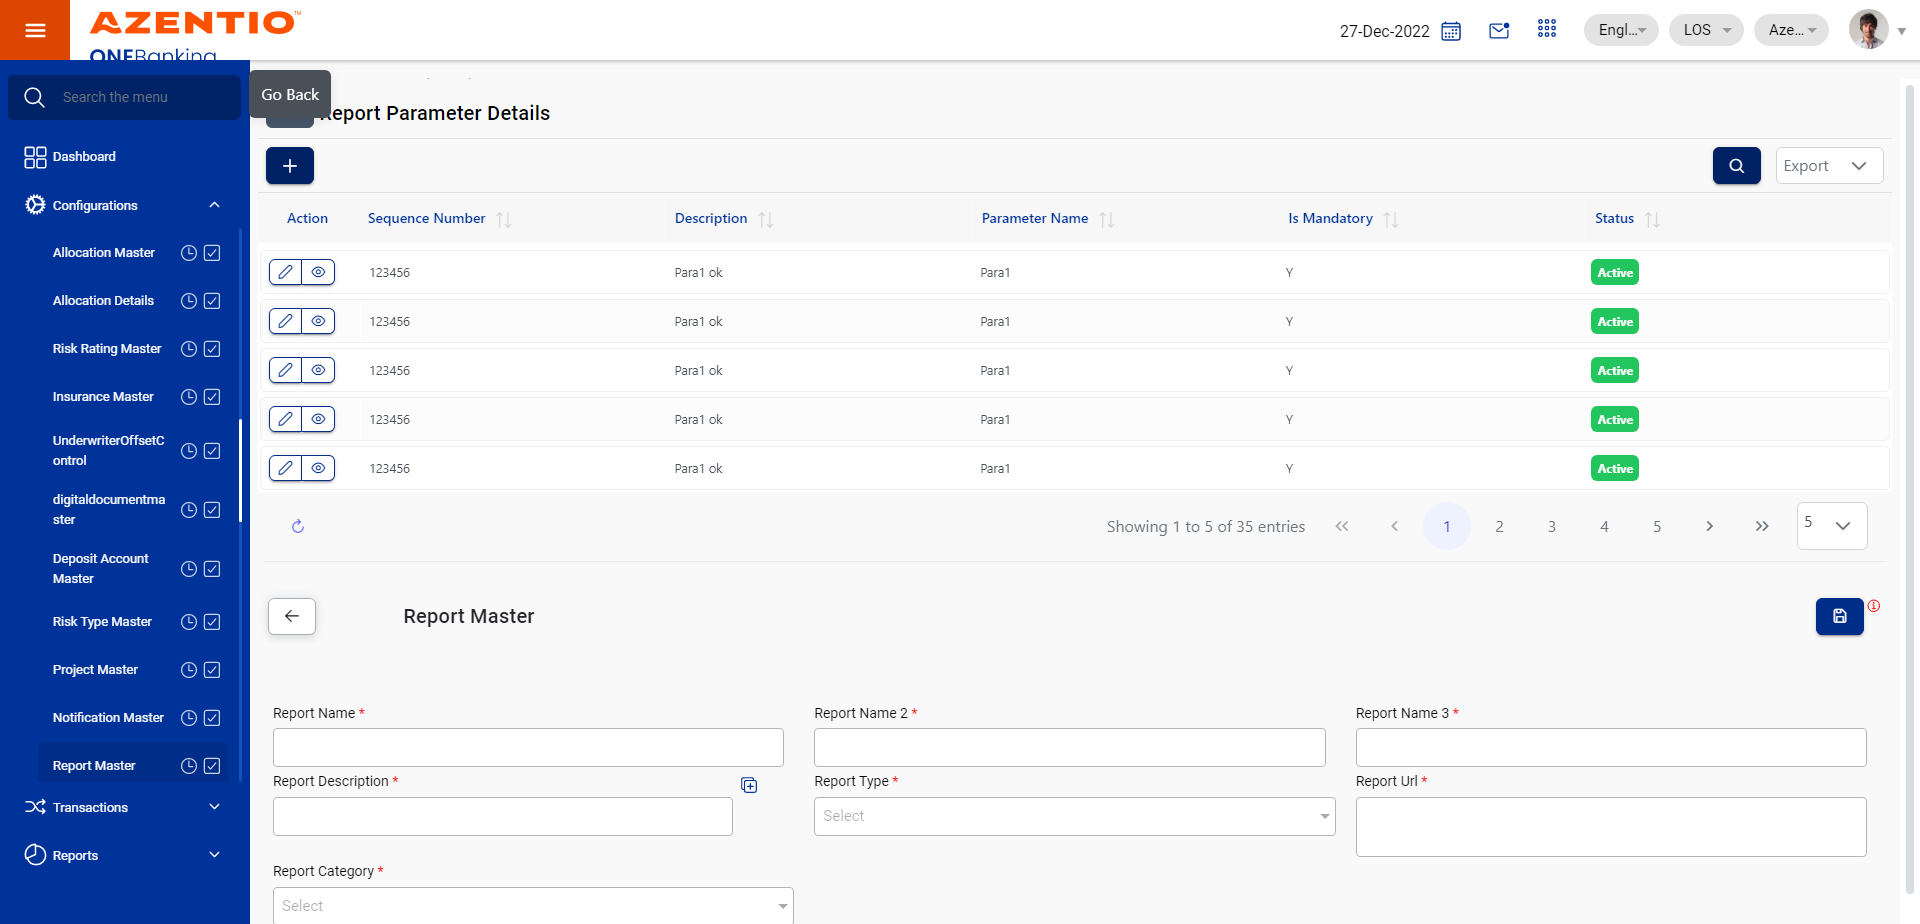 AZENTIO™
ONEBanking
27-Dec-2022
Engl...
LOS
Aze...
Search the menu
Go Back
Report Parameter Details
Dashboard
Configurations
Allocation Master
Allocation Details
Risk Rating Master
Insurance Master
UnderwriterOffsetC
ontrol
digitaldocumentma
ster
Deposit Account
Master
Risk Type Master
Project Master
Notification Master
Report Master
Transactions
Reports
Export
Action Sequence Number Description Parameter Name Is Mandatory Status
123456 Para1 ok Para1 Y Active
123456 Para1 ok Para1 Y Active
123456 Para1 ok Para1 Y Active
123456 Para1 ok Para1 Y Active
123456 Para1 ok Para1 Y Active
Showing 1 to 5 of 35 entries << < 1 2 3 4 5 > >> 5
Report Master
Report Name * Report Name 2 * Report Name 3 *
Report Description * Report Type * Report Url *
Select
Report Category *
Select